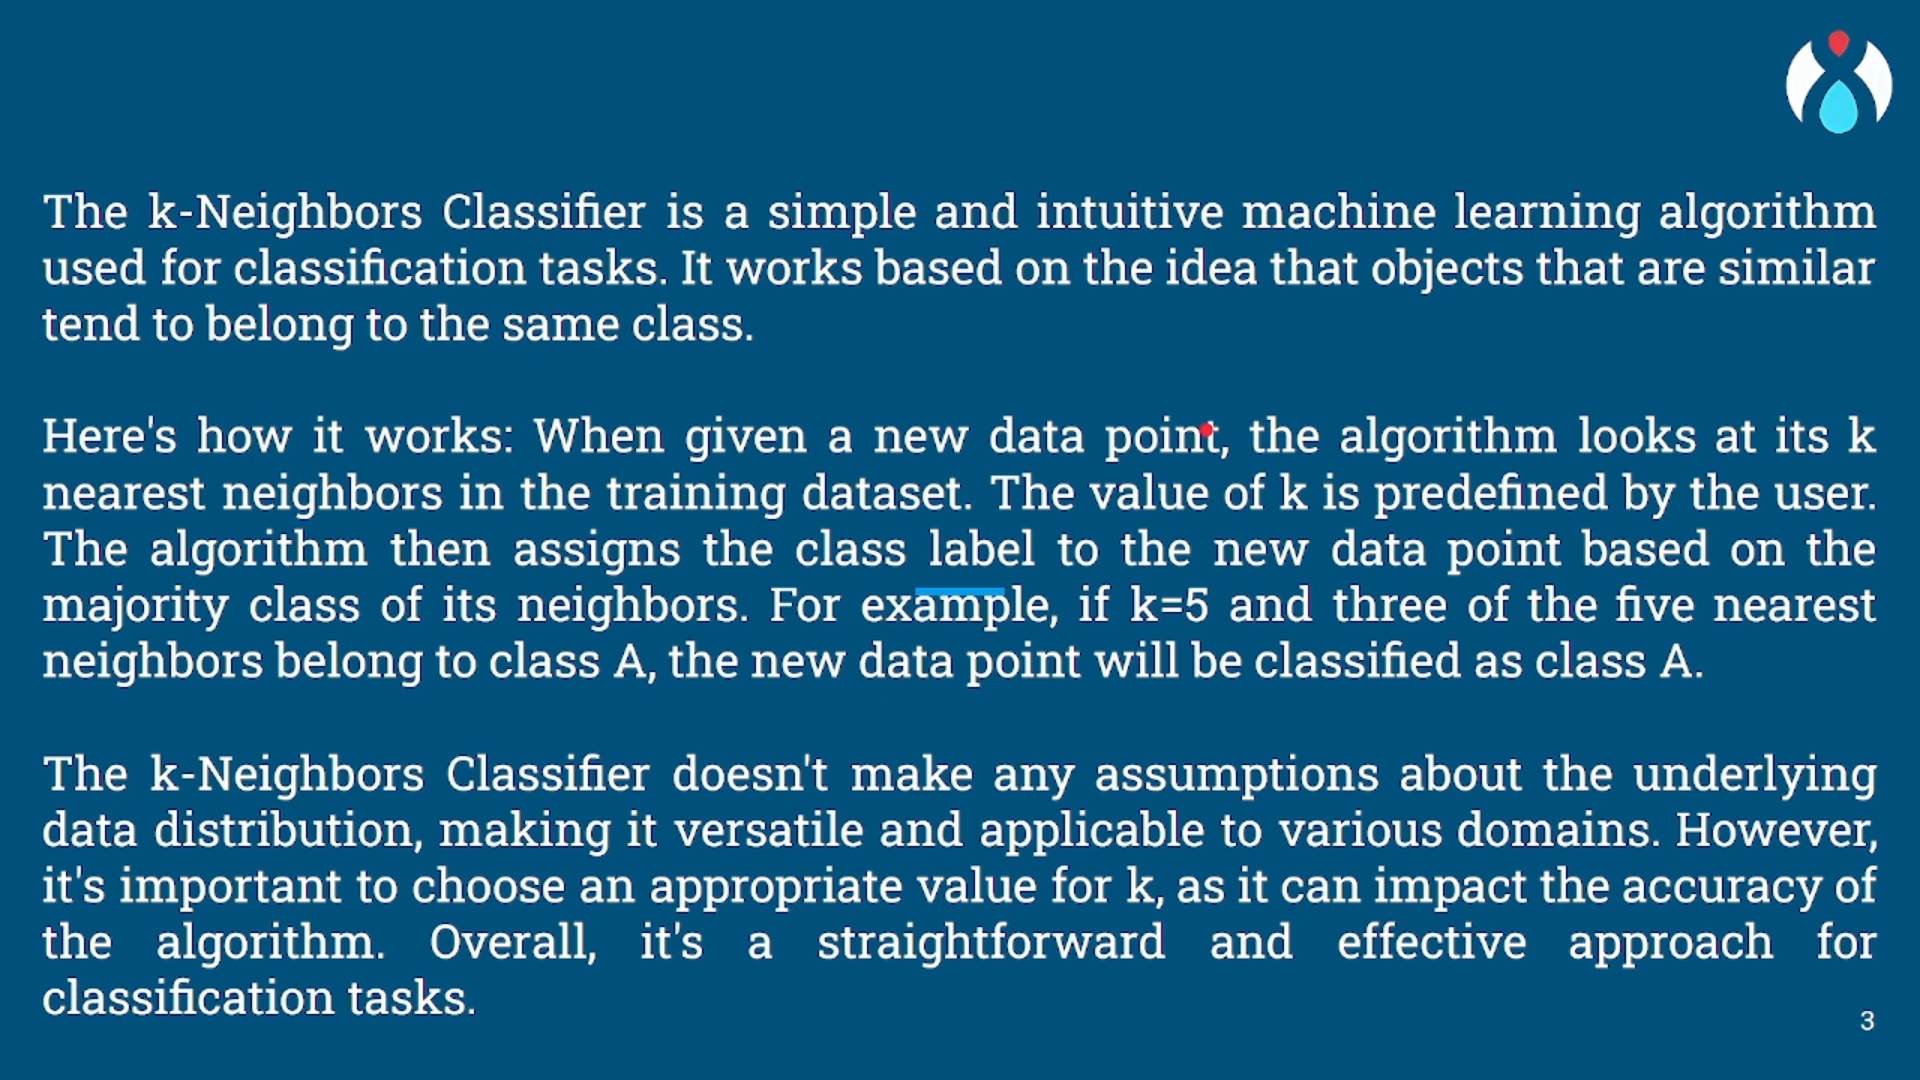 The k-Neighbors Classifier is a simple and intuitive machine learning algorithm
used for classification tasks. It works based on the idea that objects that are similar
tend to belong to the same class.
Here's how it works: When given a new data point, the algorithm looks at its k
nearest neighbors in the training dataset. The value of k is predefined by the user.
The algorithm then assigns the class label to the new data point based on the
majority class of its neighbors. For example, if k=5 and three of the five nearest
neighbors belong to class A, the new data point will be classified as class A.
The k-Neighbors Classifier doesn't make any assumptions about the underlying
data distribution, making it versatile and applicable to various domains. However,
it's important to choose an appropriate value for k, as it can impact the accuracy of
the algorithm. Overall, it's a straightforward and effective approach for
classification tasks.
3